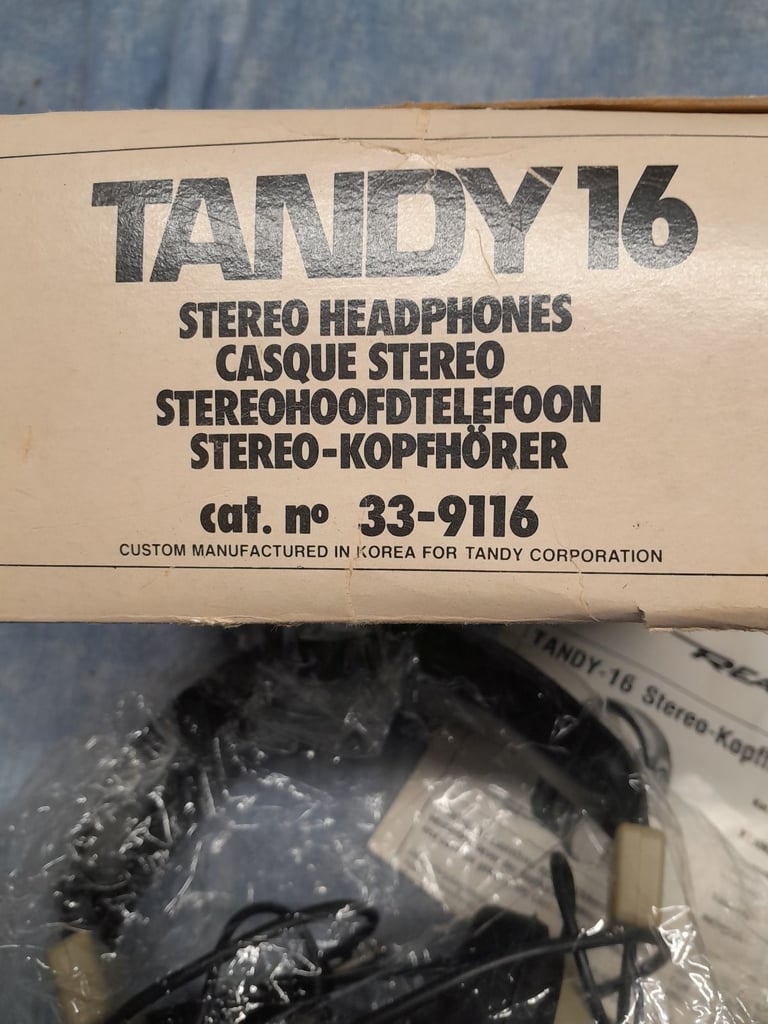 TANDY 16
STEREO HEADPHONES
CASQUE STEREO
STEREOHOOFDTELEFOON
STEREO-KOPFHÖRER
cat. nº 33-9116
CUSTOM MANUFACTURED IN KOREA FOR TANDY CORPORATION
TANDY-16 Stereo-Kopfh